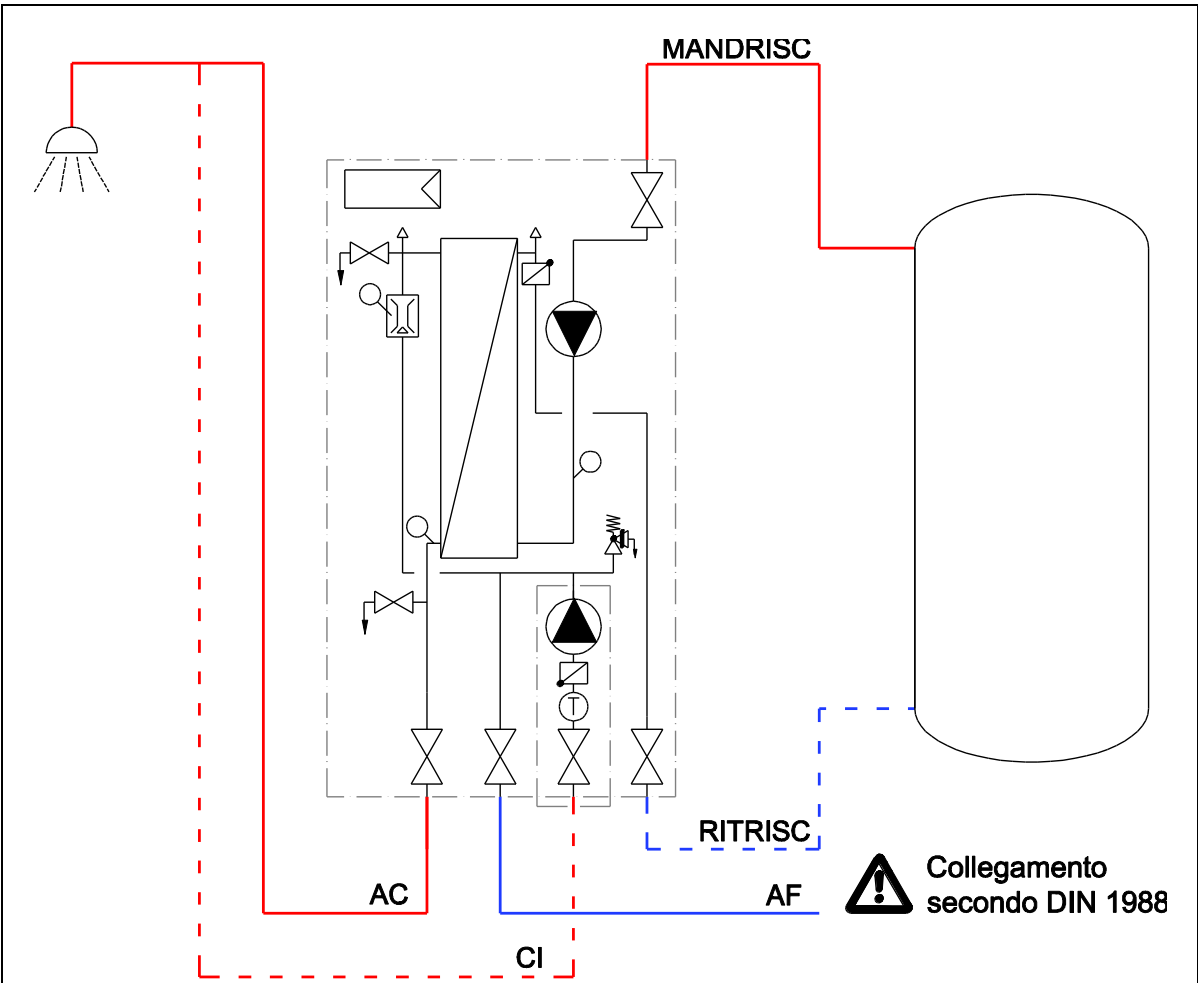 MANDRISC
T
RITRISC
AC
AF
Collegamento
secondo DIN 1988
CI